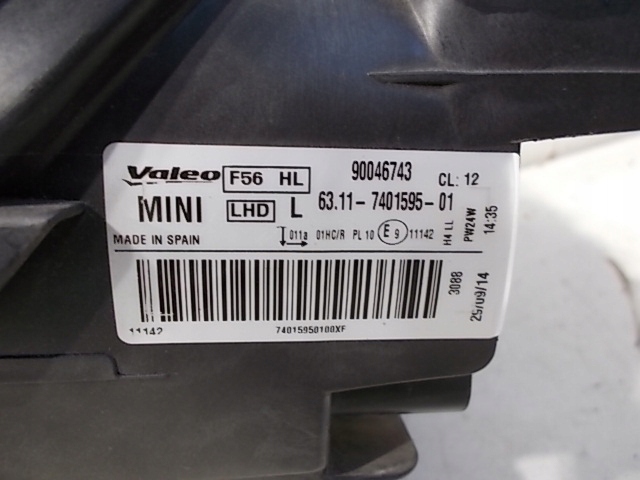 Valeo F56 HL 90046743 CL: 12
MINI LHD L 63.11-7401595-01
MADE IN SPAIN 011a 01HC/R PL 10 E 9 11142
H4 LL
PW24W
14:35
3088
25/09/14
11142
74015950100XF